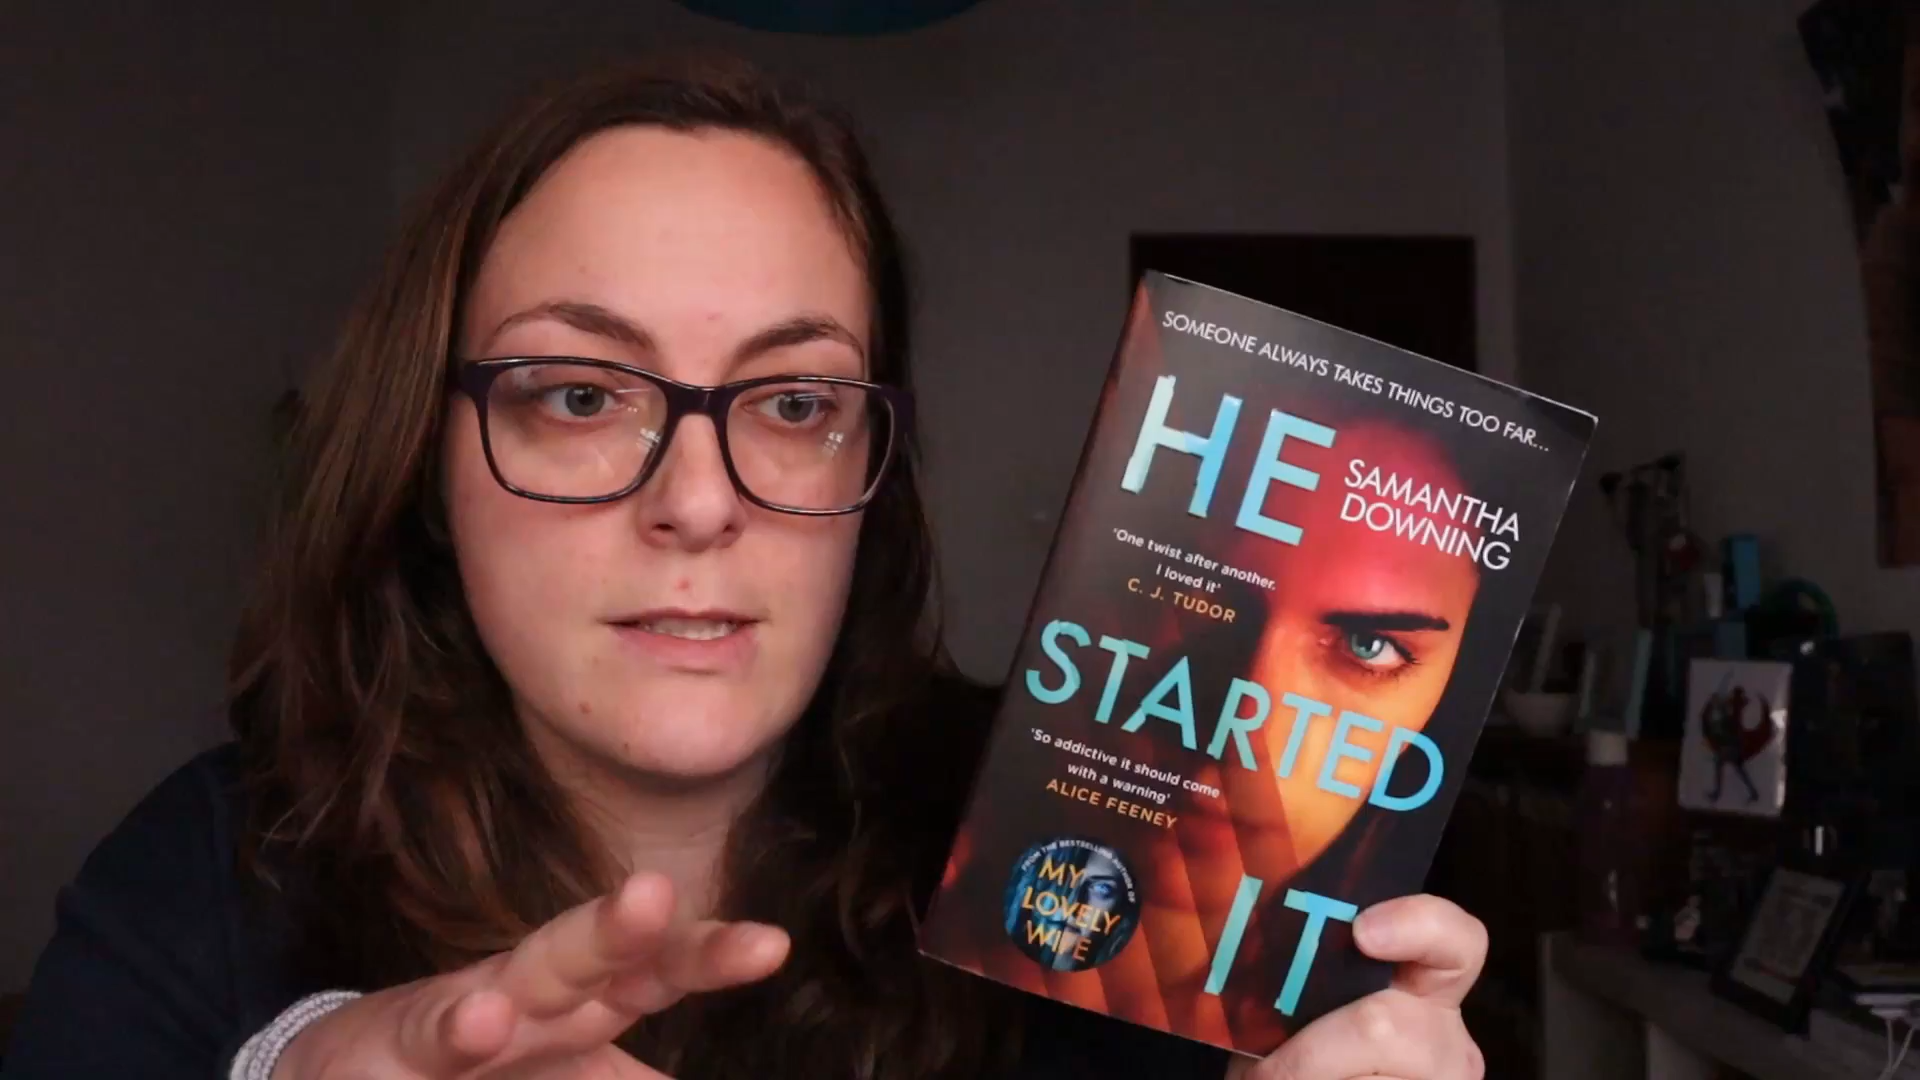 SOMEONE ALWAYS TAKES THINGS TOO FAR...
HE
SAMANTHA
DOWNING
'One twist after another.
I loved it'
C. J. TUDOR
STARTED
'So addictive it should come
with a warning'
ALICE FEENEY
FROM THE BESTSELLING AUTHOR OF
MY
LOVELY
WIFE
IT